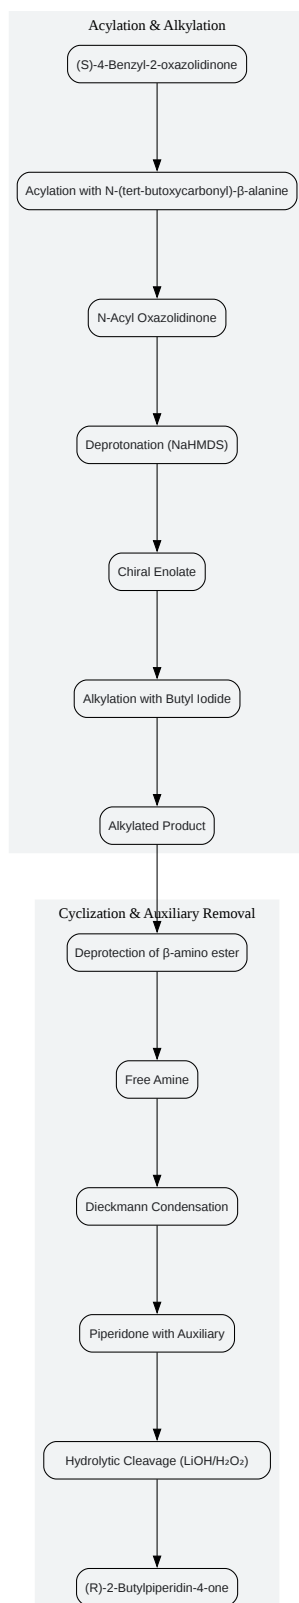 Acylation & Alkylation
(S)-4-Benzyl-2-oxazolidinone
Acylation with N-(tert-butoxycarbonyl)-β-alanine
N-Acyl Oxazolidinone
Deprotonation (NaHMDS)
Chiral Enolate
Alkylation with Butyl Iodide
Alkylated Product
Cyclization & Auxiliary Removal
Deprotection of β-amino ester
Free Amine
Dieckmann Condensation
Piperidone with Auxiliary
Hydrolytic Cleavage (LiOH/H₂O₂)
(R)-2-Butylpiperidin-4-one